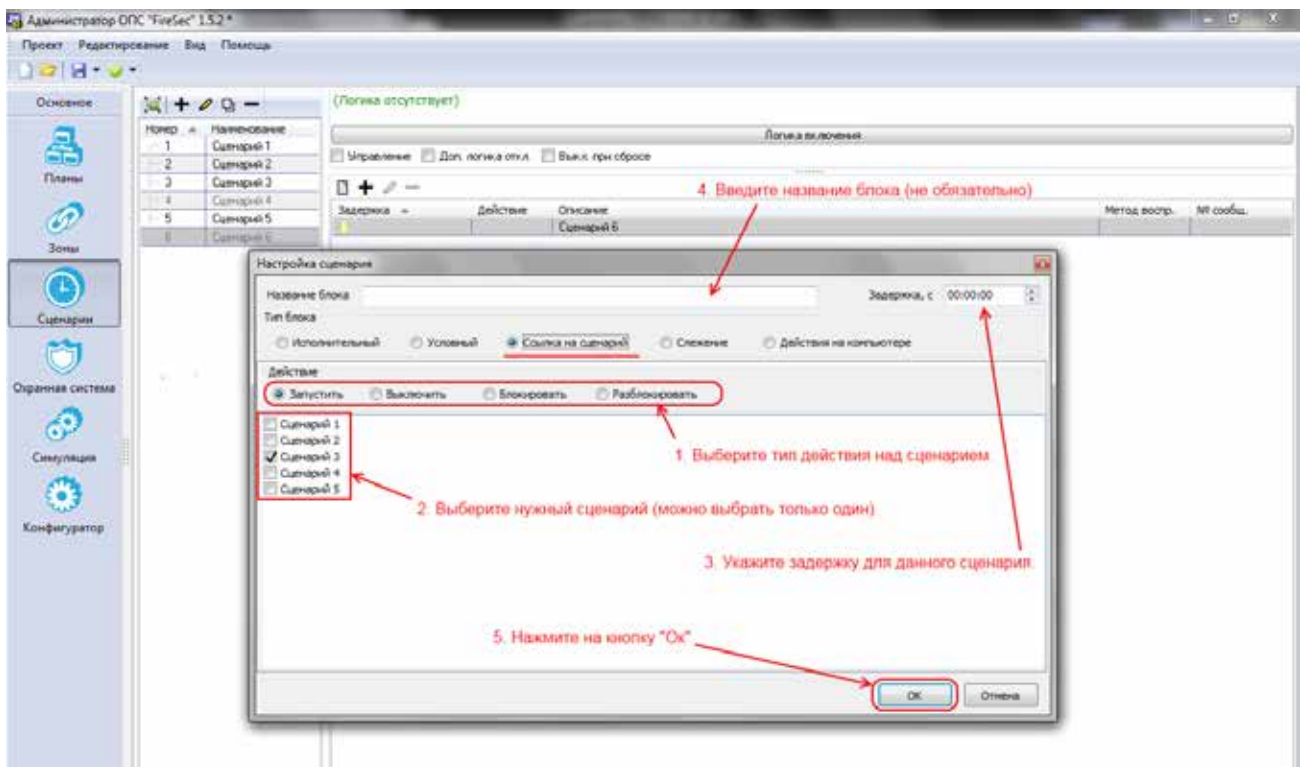 Администратор ОПС "FireSec" 1.5.2 *
Проект Редактирование Вид Помощь
Основное
Планы
Зоны
Сценарии
Охранная система
Симуляция
Конфигуратор
Номер Наименование
1 Сценарий 1
2 Сценарий 2
3 Сценарий 3
4 Сценарий 4
5 Сценарий 5
6 Сценарий 6
(Логика отсутствует)
Логика включения
Управление Доп. логика откл. Выкл. при сбросе
4. Введите название блока (не обязательно)
Задержка Действие Описание Метод воспр. № сообщ.
Сценарий 6
Настройка сценария
Название блока Задержка, с 00:00:00
Тип блока
Исполнительный Условный Ссылка на сценарий Слежение Действия на компьютере
Действие
Запустить Выключить Блокировать Разблокировать
Сценарий 1
Сценарий 2
Сценарий 3
Сценарий 4
Сценарий 5
1. Выберите тип действия над сценарием
2. Выберите нужный сценарий (можно выбрать только один)
3. Укажите задержку для данного сценария.
5. Нажмите на кнопку "Ок"
ОК Отмена